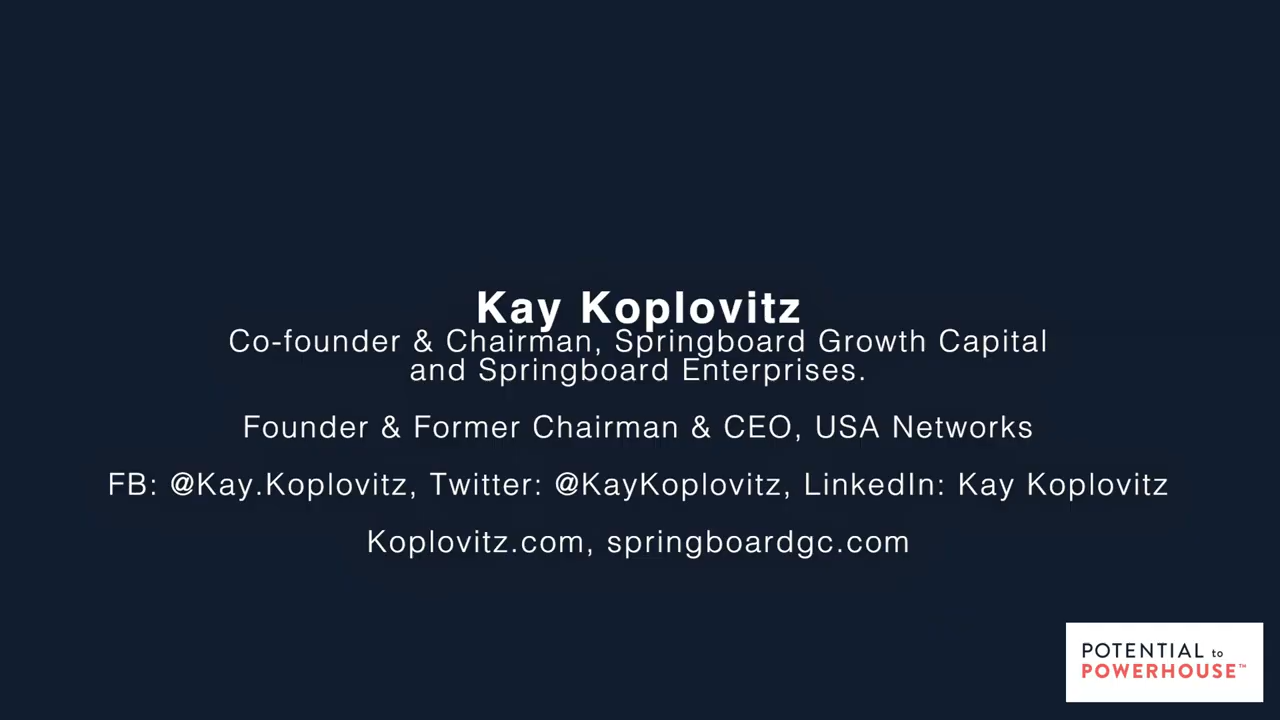 Kay Koplovitz
Co-founder & Chairman, Springboard Growth Capital
and Springboard Enterprises.
Founder & Former Chairman & CEO, USA Networks
FB: @Kay.Koplovitz, Twitter: @KayKoplovitz, LinkedIn: Kay Koplovitz
Koplovitz.com, springboardgc.com
POTENTIAL to
POWERHOUSE™